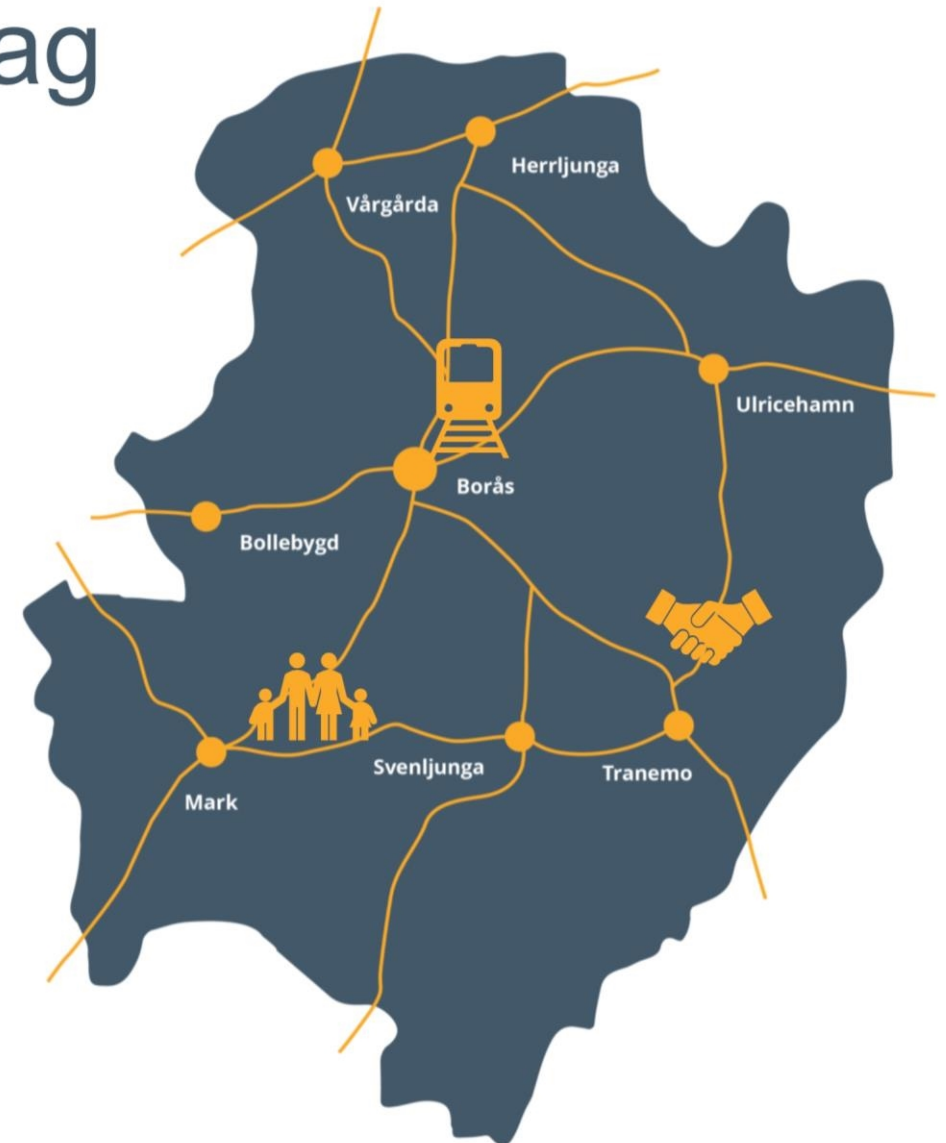 ag
Herrljunga
Vårgårda
Ulricehamn
Borås
Bollebygd
Svenljunga
Tranemo
Mark